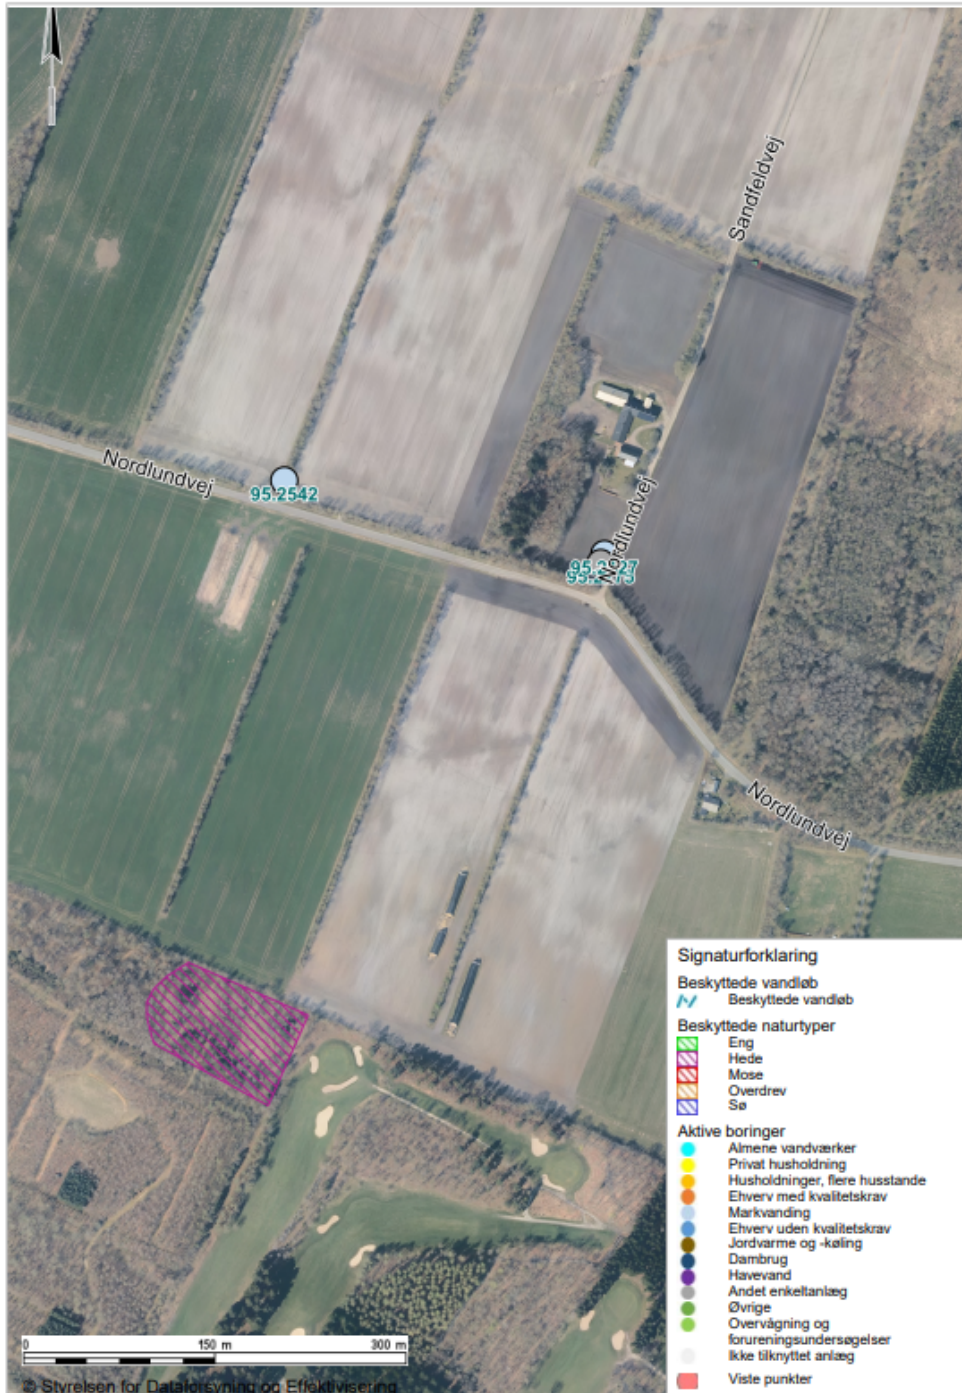 Sandfeldvej
Nordlundvej
95.2542
Nordlundvej
Nordlundvej
Signaturforklaring
Beskyttede vandløb
Beskyttede vandløb
Beskyttede naturtyper
Eng
Hede
Mose
Overdrev
Sø
Aktive boringer
Almene vandværker
Privat husholdning
Husholdninger, flere husstande
Ehverv med kvalitetskrav
Markvanding
Ehverv uden kvalitetskrav
Jordvarme og -køling
Dambrug
Havevand
Andet enkeltanlæg
Øvrige
Overvågning og
forureningsundersøgelser
Ikke tilknyttet anlæg
Viste punkter
0 150 m 300 m
© Styrelsen for Dataforsyning og Effektivisering